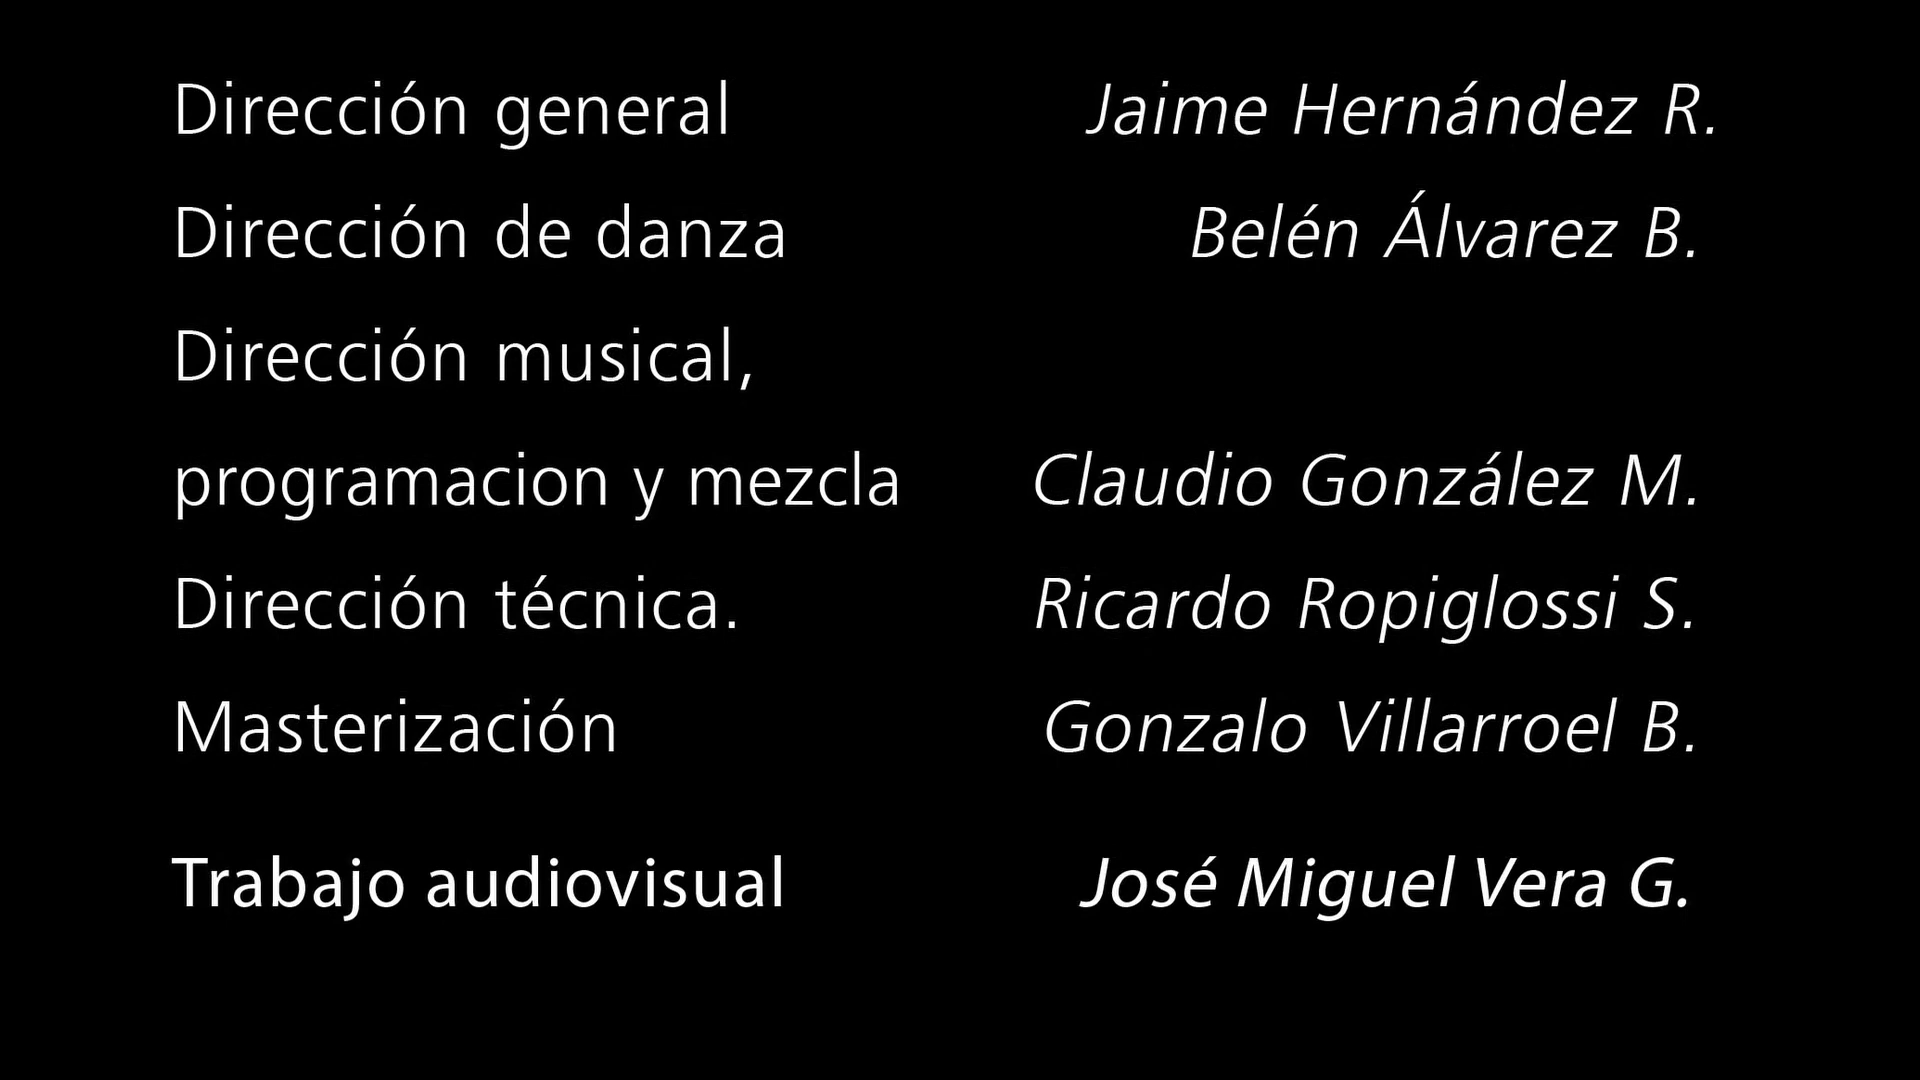 Dirección general Jaime Hernández R.
Dirección de danza Belén Álvarez B.
Dirección musical,
programacion y mezcla Claudio González M.
Dirección técnica. Ricardo Ropiglossi S.
Masterización Gonzalo Villarroel B.
Trabajo audiovisual José Miguel Vera G.